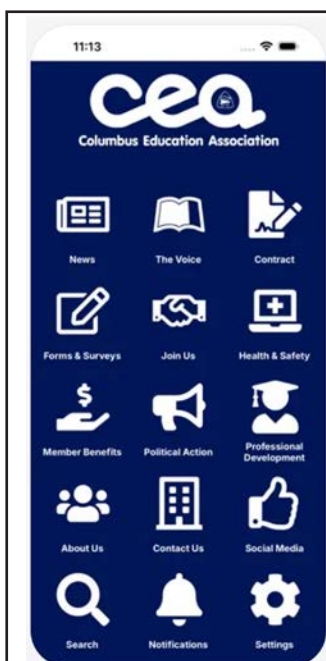 11:13
cea
Columbus Education Association
News The Voice Contract
Forms & Surveys Join Us Health & Safety
Member Benefits Political Action Professional
Development
About Us Contact Us Social Media
Search Notifications Settings